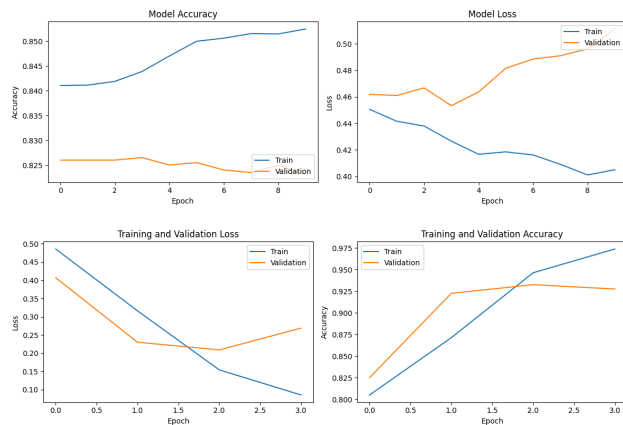 Model Accuracy
0.850
0.845
0.840
0.835
0.830
0.825
Accuracy
0 2 4 6 8
Epoch
Train
Validation
Model Loss
0.50
0.48
0.46
0.44
0.42
0.40
Loss
0 2 4 6 8
Epoch
Train
Validation
Training and Validation Loss
0.50
0.45
0.40
0.35
0.30
0.25
0.20
0.15
0.10
Loss
0.0 0.5 1.0 1.5 2.0 2.5 3.0
Epoch
Train
Validation
Training and Validation Accuracy
0.975
0.950
0.925
0.900
0.875
0.850
0.825
0.800
Accuracy
0.0 0.5 1.0 1.5 2.0 2.5 3.0
Epoch
Train
Validation